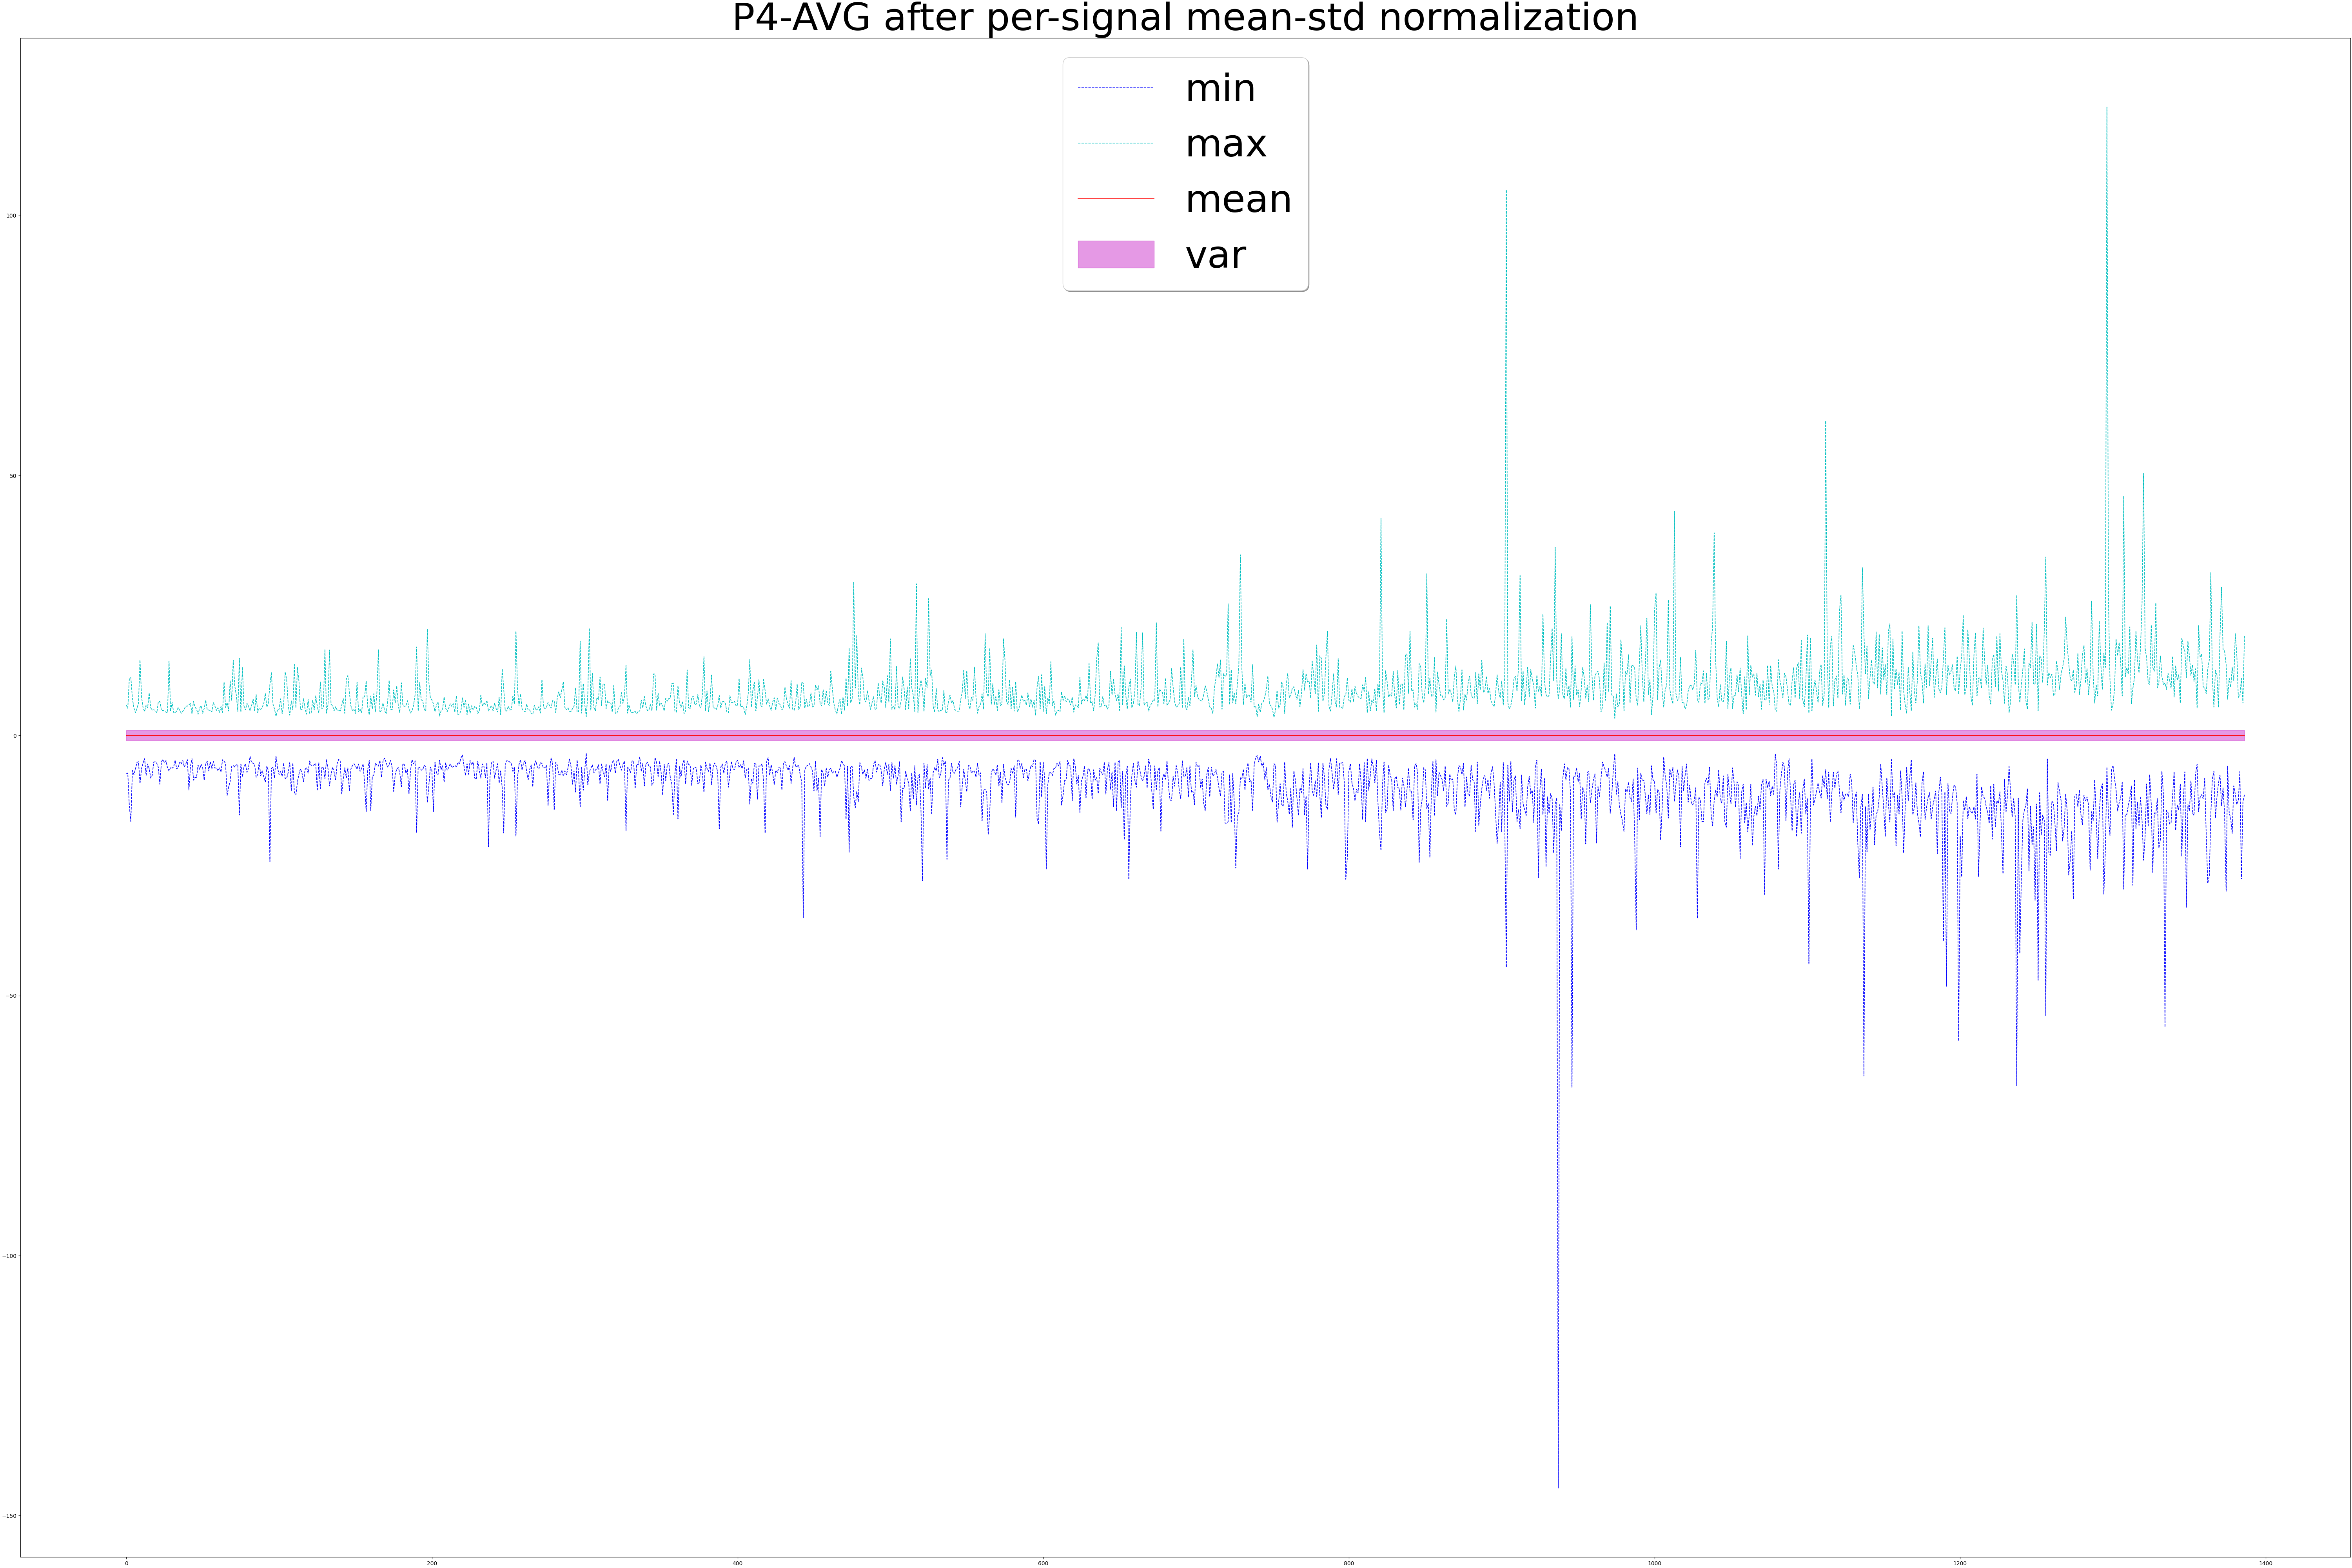 P4-AVG after per-signal mean-std normalization
min
max
mean
var
100
50
0
−50
−100
−150
0 200 400 600 800 1000 1200 1400